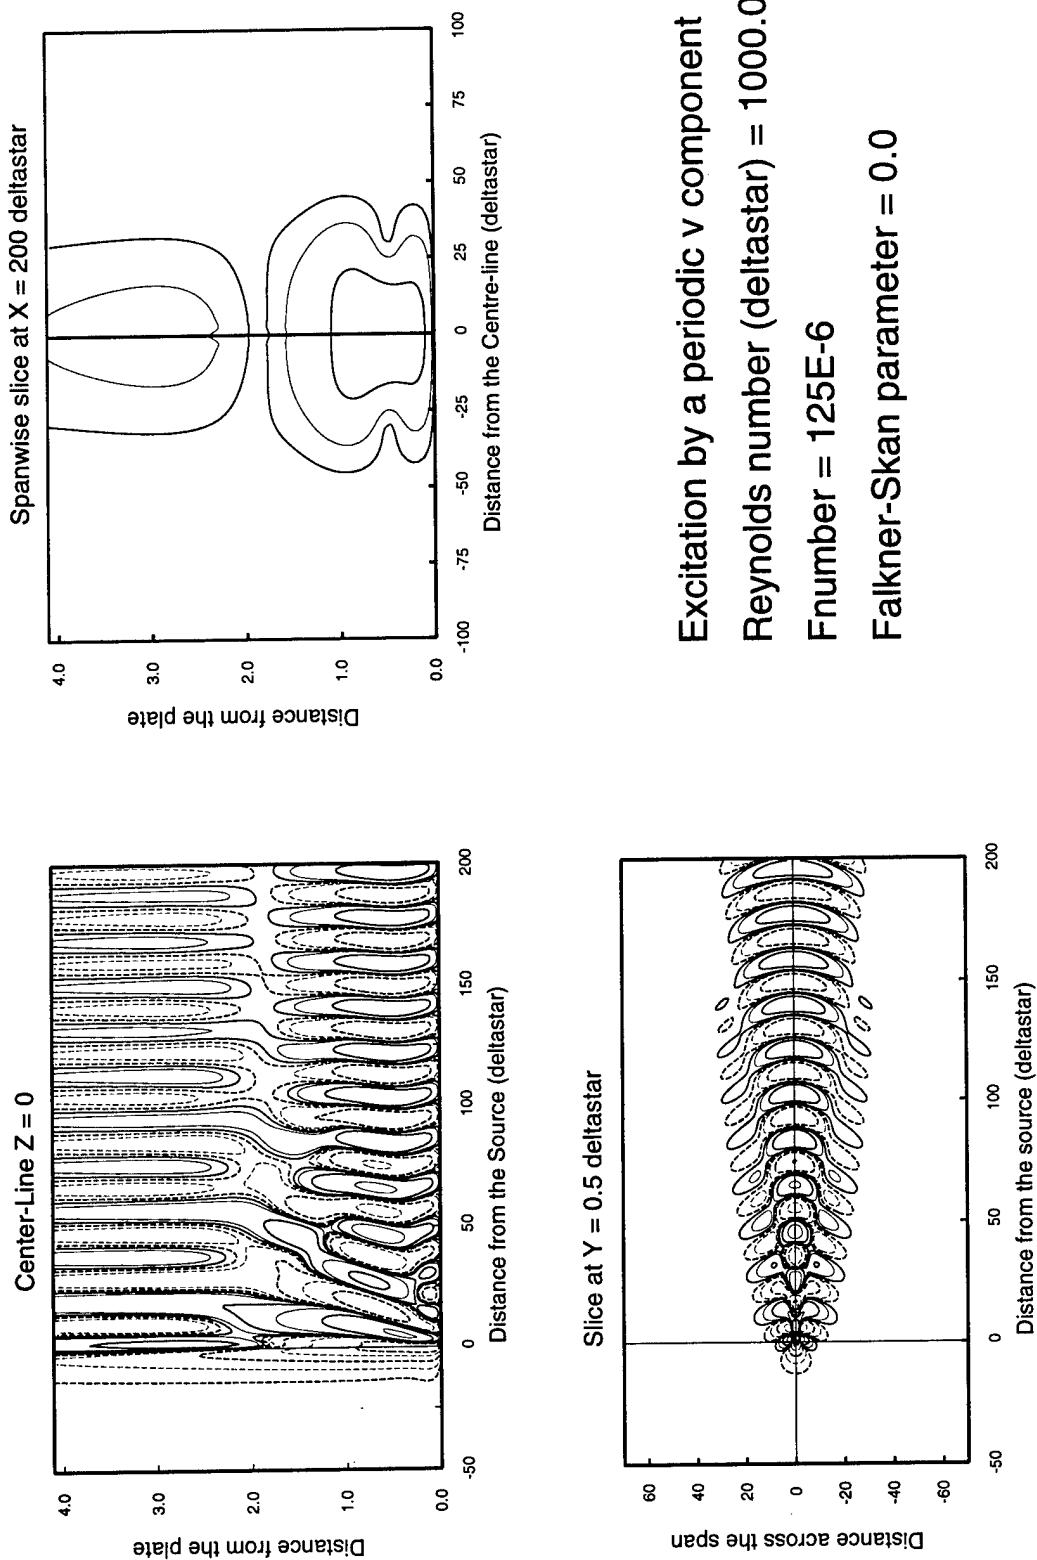 Center-Line Z = 0
Distance from the plate
4.0
3.0
2.0
1.0
0.0
-50
0
50
100
150
200
Distance from the Source (deltastar)
Spanwise slice at X = 200 deltastar
Distance from the plate
4.0
3.0
2.0
1.0
0.0
-100
-75
-50
-25
0
25
50
75
100
Distance from the Centre-line (deltastar)
Slice at Y = 0.5 deltastar
Distance across the span
60
40
20
0
-20
-40
-60
-50
0
50
100
150
200
Distance from the source (deltastar)
Excitation by a periodic v component
Reynolds number (deltastar) = 1000.0
Fnumber = 125E-6
Falkner-Skan parameter = 0.0